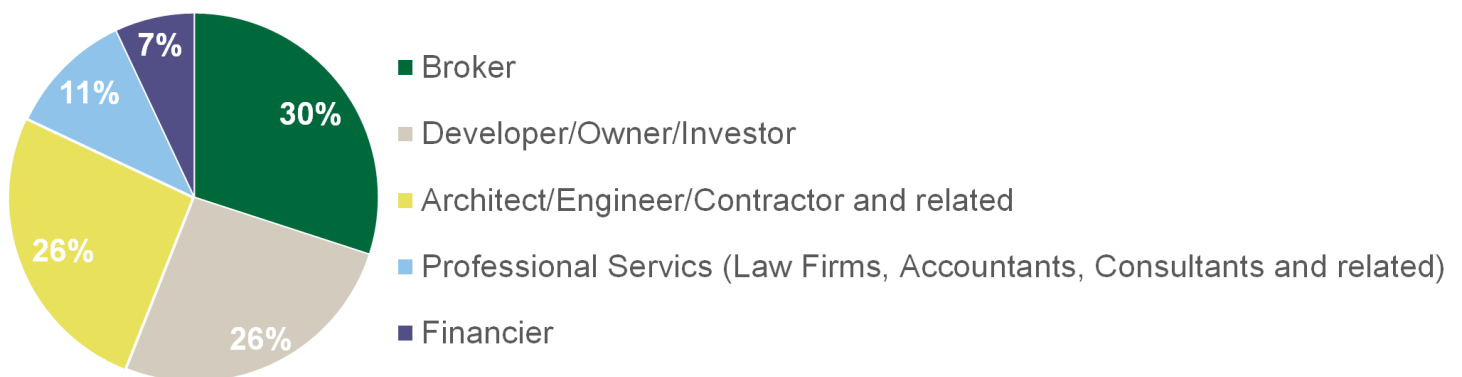 7%
11%
30%
26%
26%
Broker
Developer/Owner/Investor
Architect/Engineer/Contractor and related
Professional Servics (Law Firms, Accountants, Consultants and related)
Financier